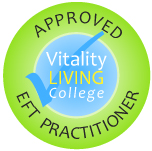 APPROVED
Vitality
LIVING
College
EFT PRACTITIONER